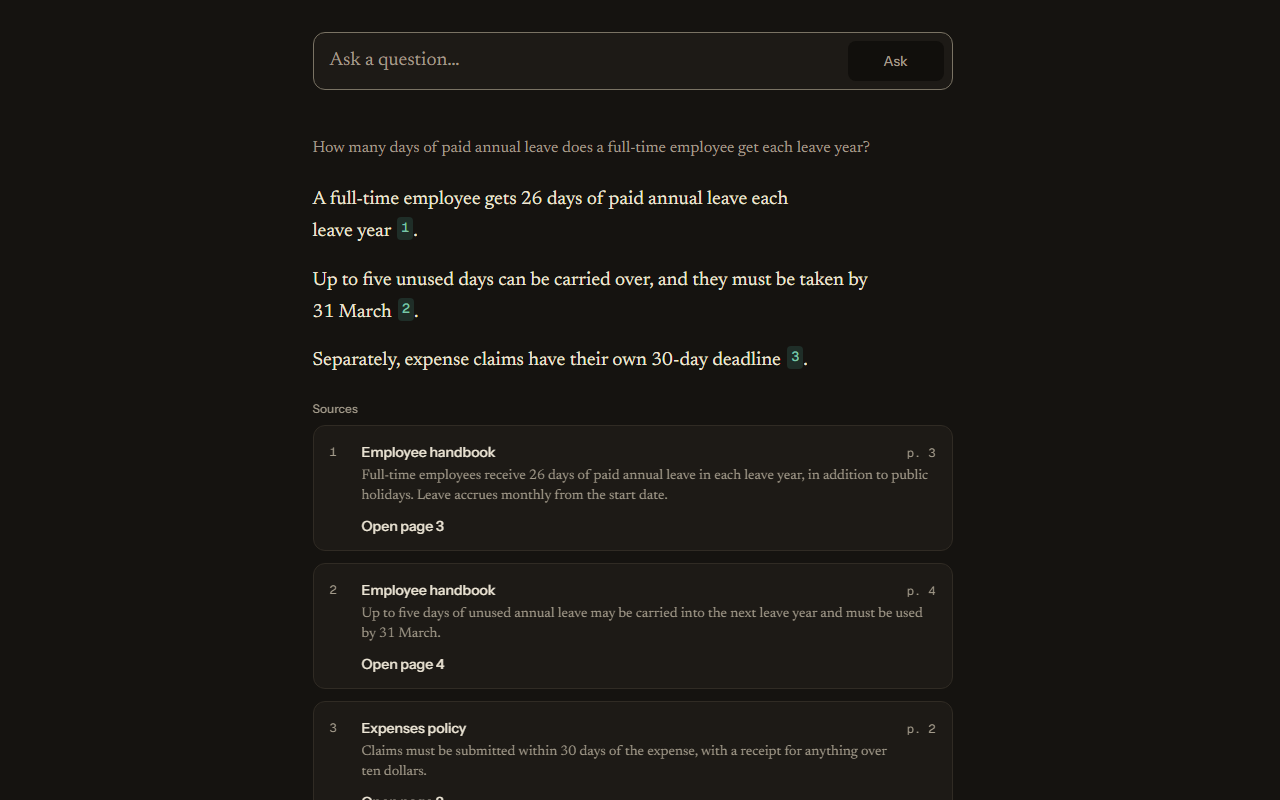 Ask a question...
Ask
How many days of paid annual leave does a full-time employee get each leave year?
A full-time employee gets 26 days of paid annual leave each
leave year 1.
Up to five unused days can be carried over, and they must be taken by
31 March 2.
Separately, expense claims have their own 30-day deadline 3.
Sources
1 Employee handbook p. 3
Full-time employees receive 26 days of paid annual leave in each leave year, in addition to public
holidays. Leave accrues monthly from the start date.
Open page 3
2 Employee handbook p. 4
Up to five days of unused annual leave may be carried into the next leave year and must be used
by 31 March.
Open page 4
3 Expenses policy p. 2
Claims must be submitted within 30 days of the expense, with a receipt for anything over
ten dollars.